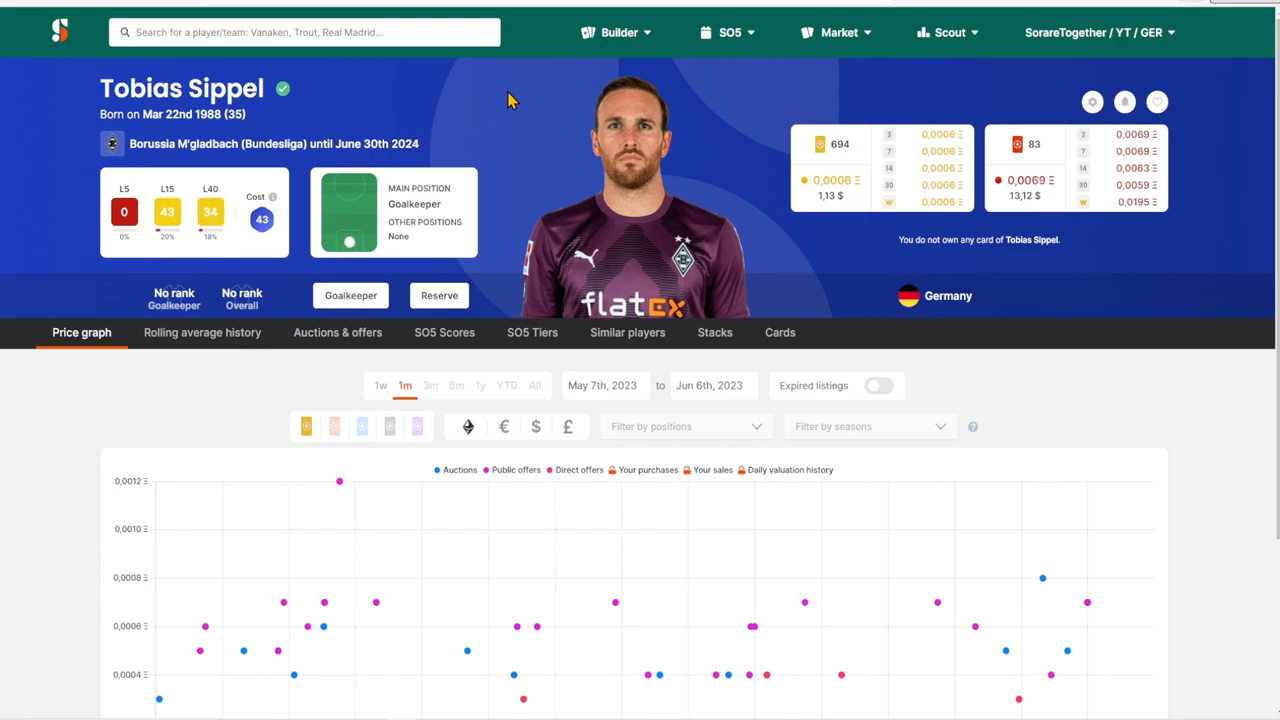 Search for a player/team: Vanaken, Trout, Real Madrid...
Builder
SO5
Market
Scout
SorareTogether / YT / GER
Tobias Sippel
Born on Mar 22nd 1988 (35)
Borussia M'gladbach (Bundesliga) until June 30th 2024
L5 L15 L40 Cost
0 43 34 43
0% 20% 18%
MAIN POSITION
Goalkeeper
OTHER POSITIONS
None
694
0,0006 Ξ
1,13 $
3 0,0006 Ξ
7 0,0006 Ξ
14 0,0006 Ξ
30 0,0006 Ξ
W 0,0006 Ξ
83
0,0069 Ξ
13,12 $
3 0,0069 Ξ
7 0,0069 Ξ
14 0,0063 Ξ
30 0,0059 Ξ
W 0,0195 Ξ
You do not own any card of Tobias Sippel.
flatex
No rank
Goalkeeper
No rank
Overall
Goalkeeper
Reserve
Germany
Price graph Rolling average history Auctions & offers SO5 Scores SO5 Tiers Similar players Stacks Cards
1w 1m 3m 6m 1y YTD All
May 7th, 2023 to Jun 6th, 2023
Expired listings
€ $ £
Filter by positions
Filter by seasons
?
Auctions Public offers Direct offers Your purchases Your sales Daily valuation history
0,0012 Ξ
0,0010 Ξ
0,0008 Ξ
0,0006 Ξ
0,0004 Ξ